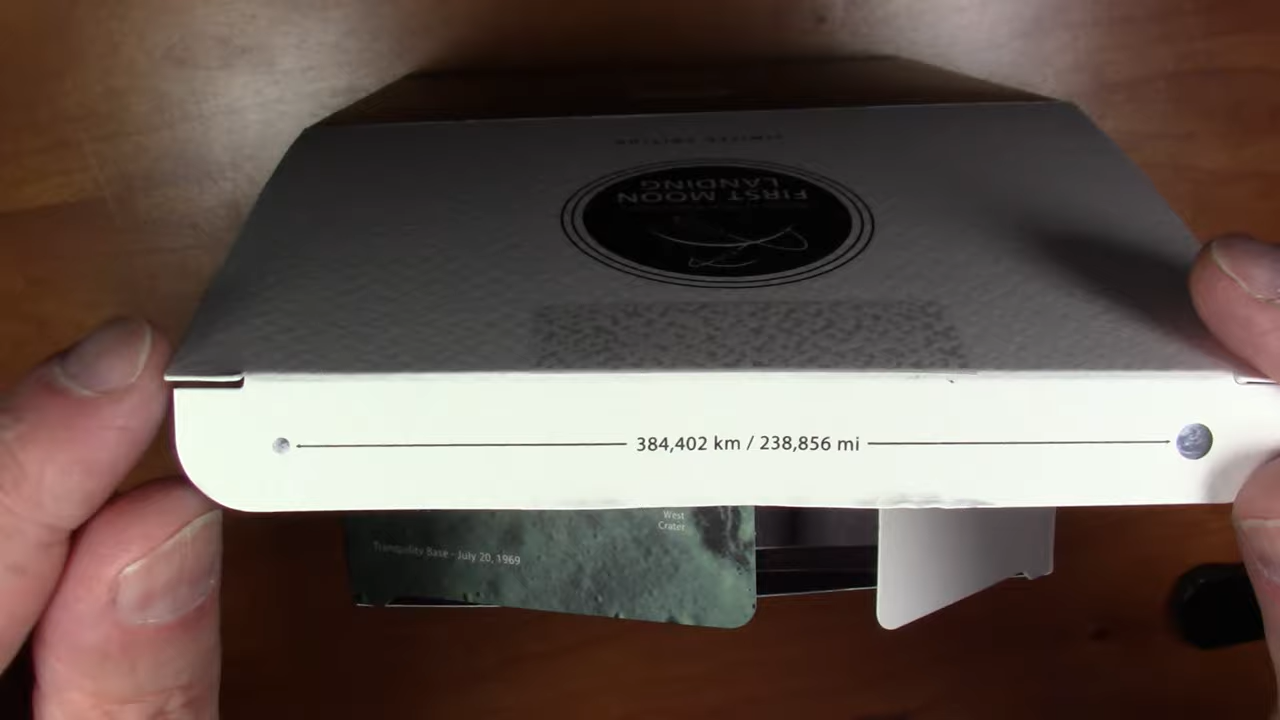 LIMITED EDITION
FIRST MOON
LANDING
384,402 km / 238,856 mi
West
Crater
Tranquility Base - July 20, 1969